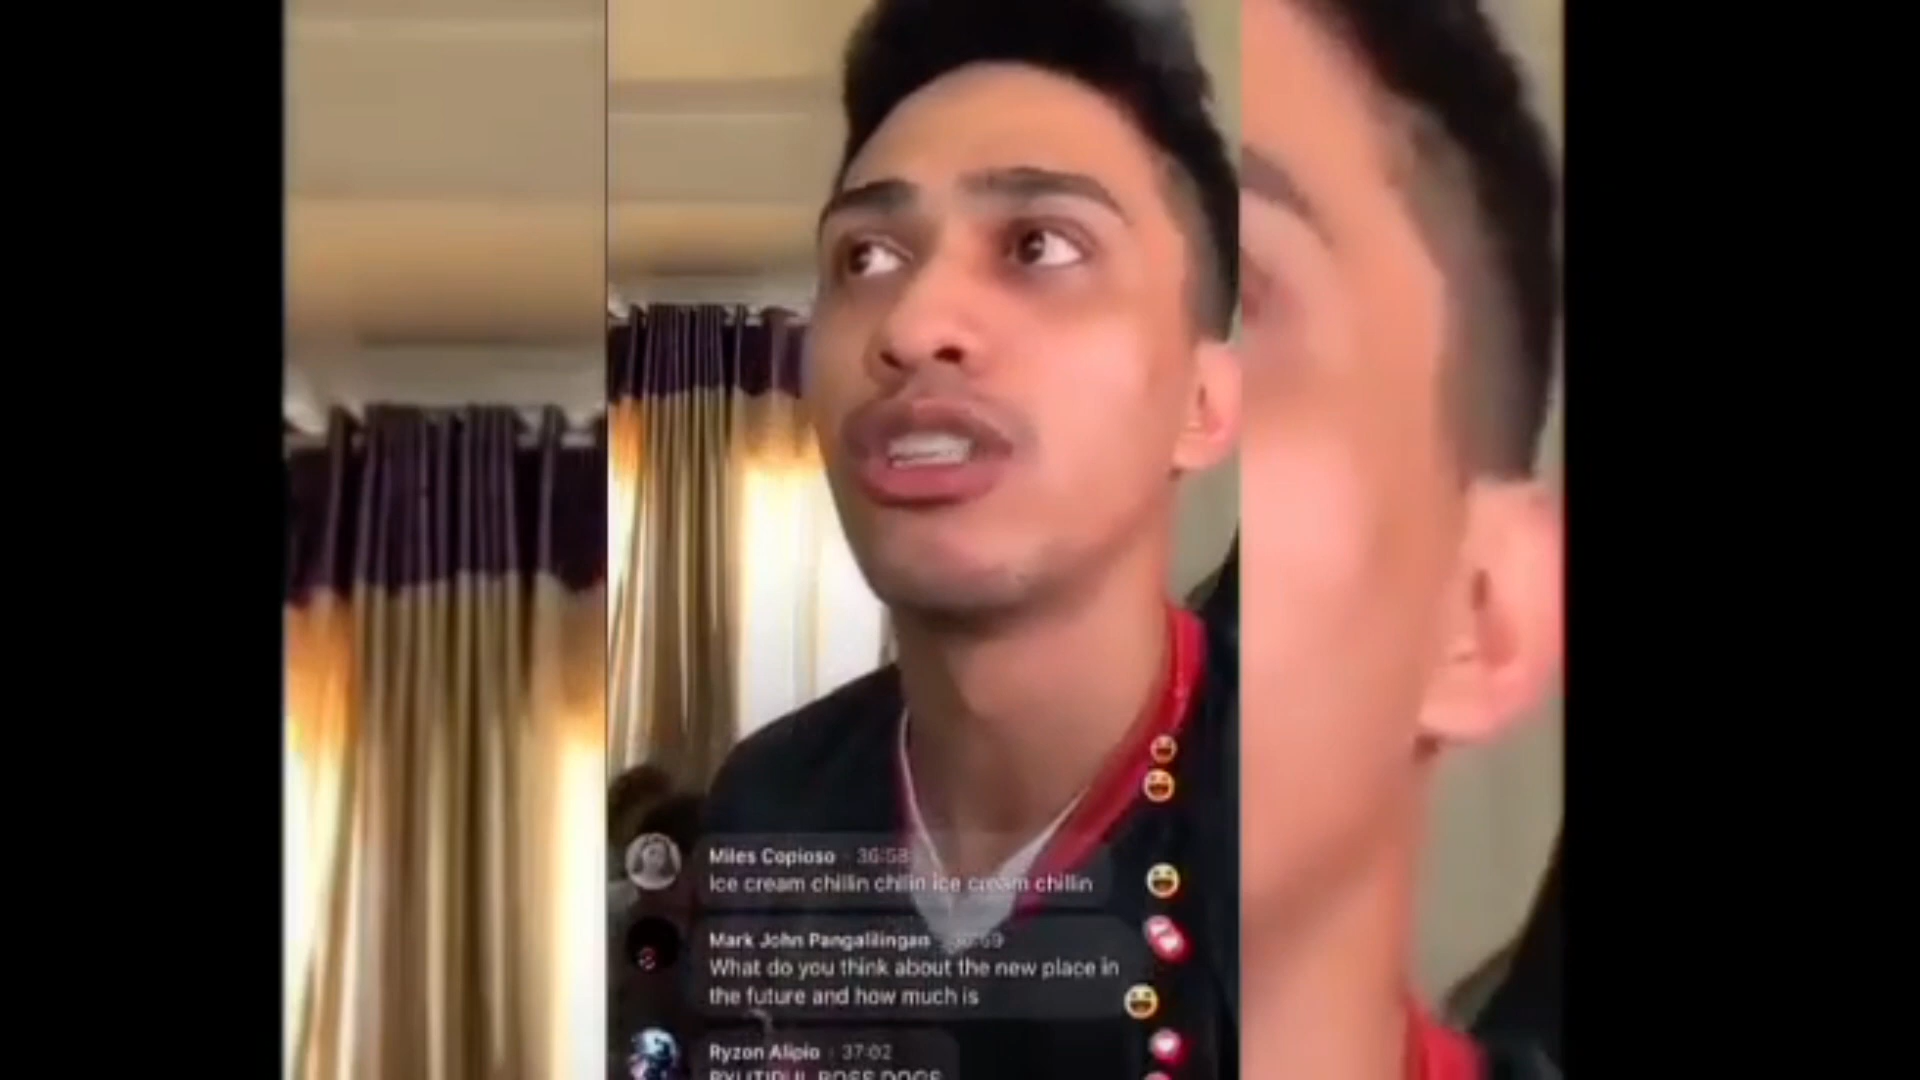 Miles Copioso · 36:58
Ice cream chillin chilin ice cream chillin
Mark John Pangalilingan
What do you think about the new place in
the future and how much is
Ryzon Alipio · 37:02